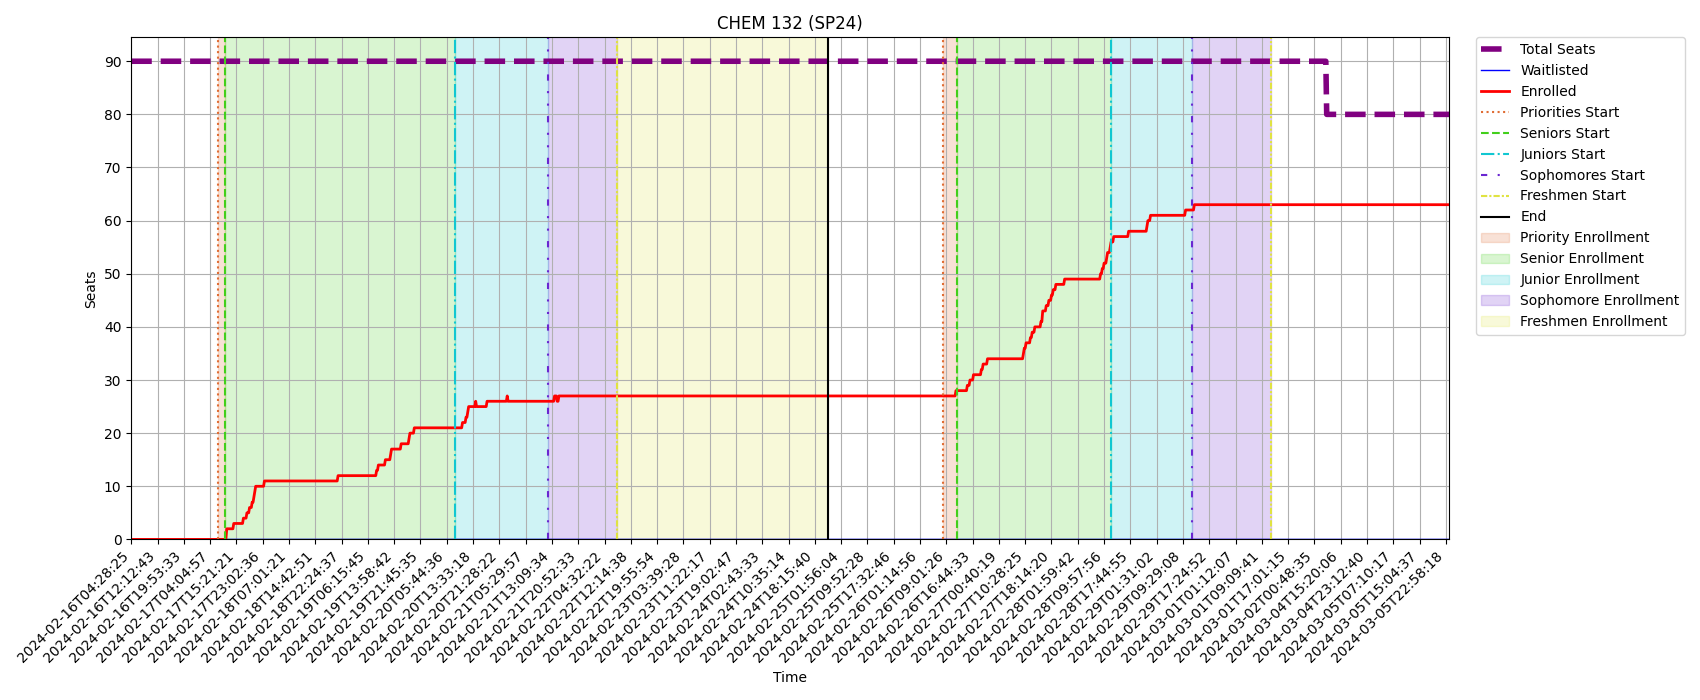 CHEM 132 (SP24)
Seats
90
80
70
60
50
40
30
20
10
0
2024-02-16T04:28:25
2024-02-16T12:12:43
2024-02-16T19:53:33
2024-02-17T04:04:57
2024-02-17T15:21:21
2024-02-17T23:02:36
2024-02-18T07:01:21
2024-02-18T14:42:51
2024-02-18T22:24:37
2024-02-19T06:15:45
2024-02-19T13:58:42
2024-02-19T21:45:35
2024-02-20T05:44:36
2024-02-20T13:33:18
2024-02-20T21:28:22
2024-02-21T05:29:57
2024-02-21T13:09:34
2024-02-21T20:52:33
2024-02-22T04:32:22
2024-02-22T12:14:38
2024-02-22T19:55:54
2024-02-23T03:39:28
2024-02-23T11:22:17
2024-02-23T19:02:47
2024-02-24T02:43:33
2024-02-24T10:35:14
2024-02-24T18:15:40
2024-02-25T01:56:04
2024-02-25T09:52:28
2024-02-25T17:32:46
2024-02-26T01:14:56
2024-02-26T09:01:26
2024-02-26T16:44:33
2024-02-27T00:40:19
2024-02-27T10:28:25
2024-02-27T18:14:20
2024-02-28T01:59:42
2024-02-28T09:57:56
2024-02-28T17:44:55
2024-02-29T01:31:02
2024-02-29T09:29:08
2024-02-29T17:24:52
2024-03-01T01:12:07
2024-03-01T09:09:41
2024-03-01T17:01:15
2024-03-02T00:48:35
2024-03-04T15:20:06
2024-03-04T23:12:40
2024-03-05T07:10:17
2024-03-05T15:04:37
2024-03-05T22:58:18
Time
Total Seats
Waitlisted
Enrolled
Priorities Start
Seniors Start
Juniors Start
Sophomores Start
Freshmen Start
End
Priority Enrollment
Senior Enrollment
Junior Enrollment
Sophomore Enrollment
Freshmen Enrollment